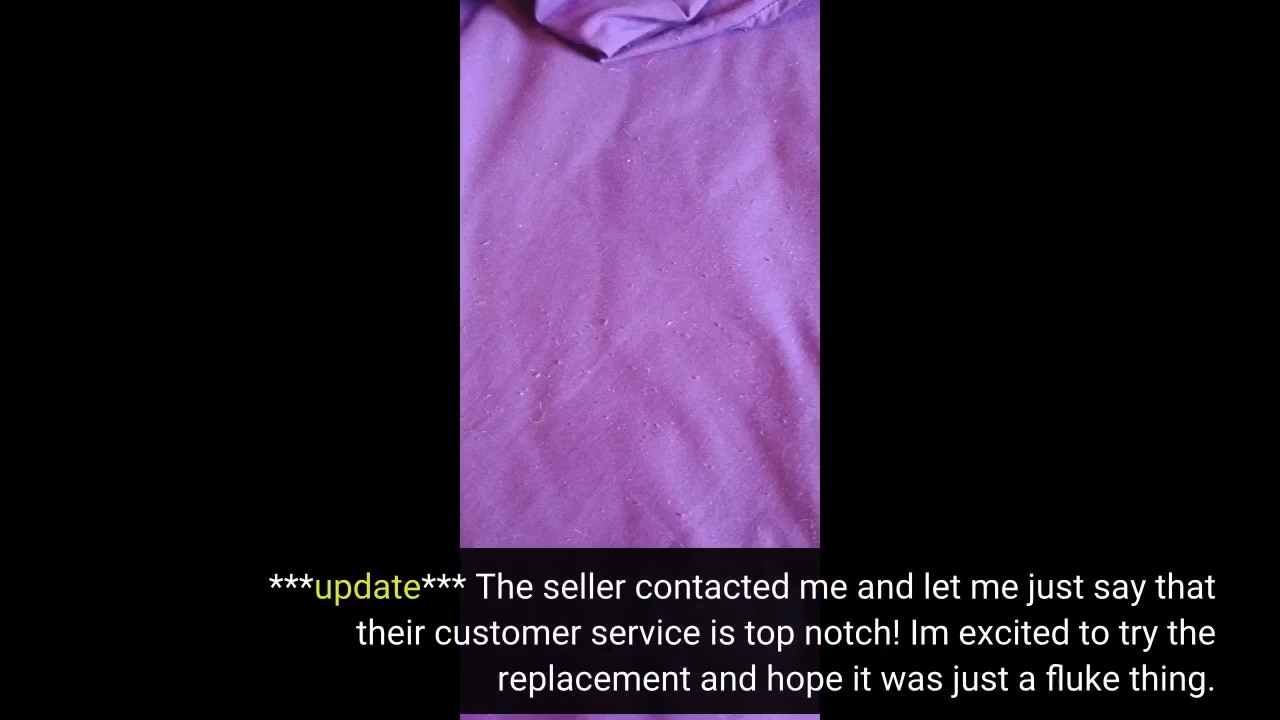 ***update*** The seller contacted me and let me just say that
their customer service is top notch! Im excited to try the
replacement and hope it was just a fluke thing.